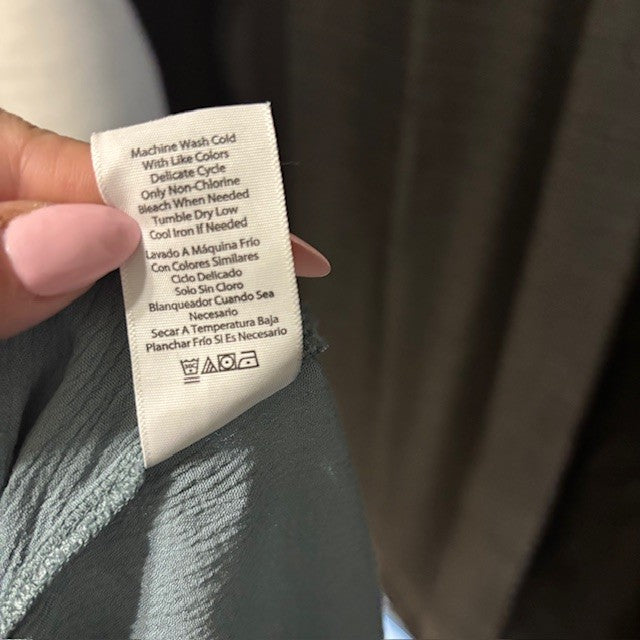 Machine Wash Cold
With Like Colors
Delicate Cycle
Only Non-Chlorine
Bleach When Needed
Tumble Dry Low
Cool Iron If Needed
Lavado A Máquina Frío
Con Colores Similares
Ciclo Delicado
Solo Sin Cloro
Blanqueador Cuando Sea
Necesario
Secar A Temperatura Baja
Planchar Frío SI Es Necesario